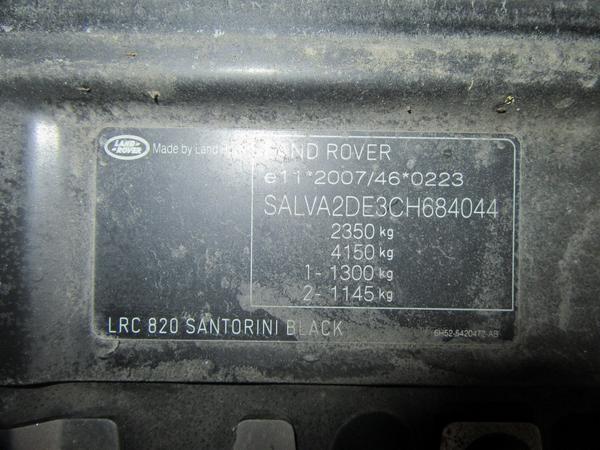 LAND ROVER
Made by Land Rover LAND ROVER
e11*2007/46*0223
SALVA2DE3CH684044
2350 kg
4150 kg
1- 1300 kg
2- 1145 kg
LRC 820 SANTORINI BLACK